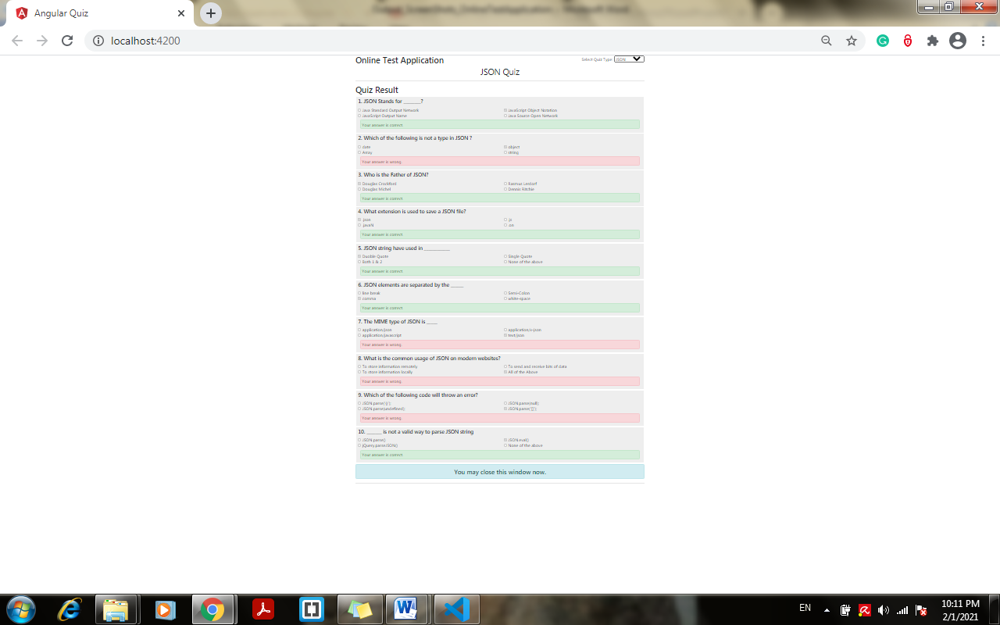 Angular Quiz
localhost:4200
Online Test Application
Select Quiz Type: JSON
JSON Quiz
Quiz Result
1. JSON Stands for _______?
Java Standard Output Network JavaScript Object Notation
JavaScript Output Name Java Source Open Network
Your answer is correct.
2. Which of the following is not a type in JSON ?
date object
Array string
Your answer is wrong.
3. Who is the Father of JSON?
Douglas Crockford Rasmus Lerdorf
Douglas Michel Dennis Ritchie
Your answer is correct.
4. What extension is used to save a JSON file?
.json .js
.javaN .on
Your answer is correct.
5. JSON string have used in __________
Duoble Quote Single Quote
Both 1 & 2 None of the above
Your answer is correct.
6. JSON elements are separated by the _____
line break Semi-Colon
comma white-space
Your answer is correct.
7. The MIME type of JSON is ____
application/json application/x-json
application/javascript text/json
Your answer is wrong.
8. What is the common usage of JSON on modern websites?
To store information remotely To send and receive bits of data
To store information locally All of the Above
Your answer is wrong.
9. Which of the following code will throw an error?
JSON.parse('{}'); JSON.parse(null);
JSON.parse(undefined); JSON.parse('[]');
Your answer is wrong.
10. ______ is not a valid way to parse JSON string
JSON.parse() JSON.eval()
jQuery.parseJSON() None of the above
Your answer is correct.
You may close this window now.
EN
10:11 PM
2/1/2021